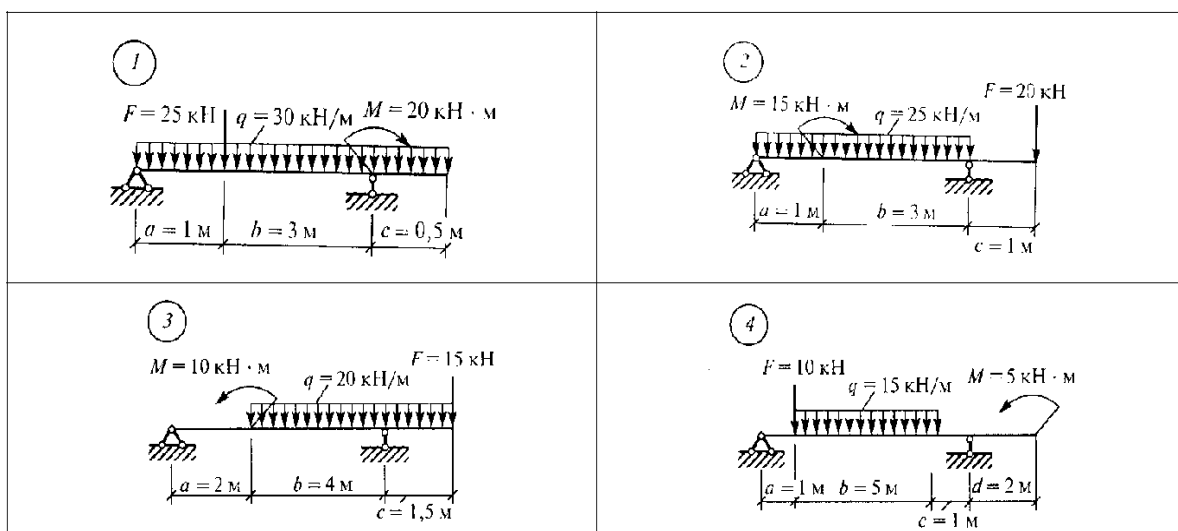 1
F = 25 кН
q = 30 кН/м
M = 20 кН · м
a = 1 м
b = 3 м
c = 0,5 м
2
M = 15 кН · м
q = 25 кН/м
F = 20 кН
a = 1 м
b = 3 м
c = 1 м
3
M = 10 кН · м
q = 20 кН/м
F = 15 кН
a = 2 м
b = 4 м
c = 1,5 м
4
F = 10 кН
q = 15 кН/м
M = 5 кН · м
a = 1 м
b = 5 м
c = 1 м
d = 2 м